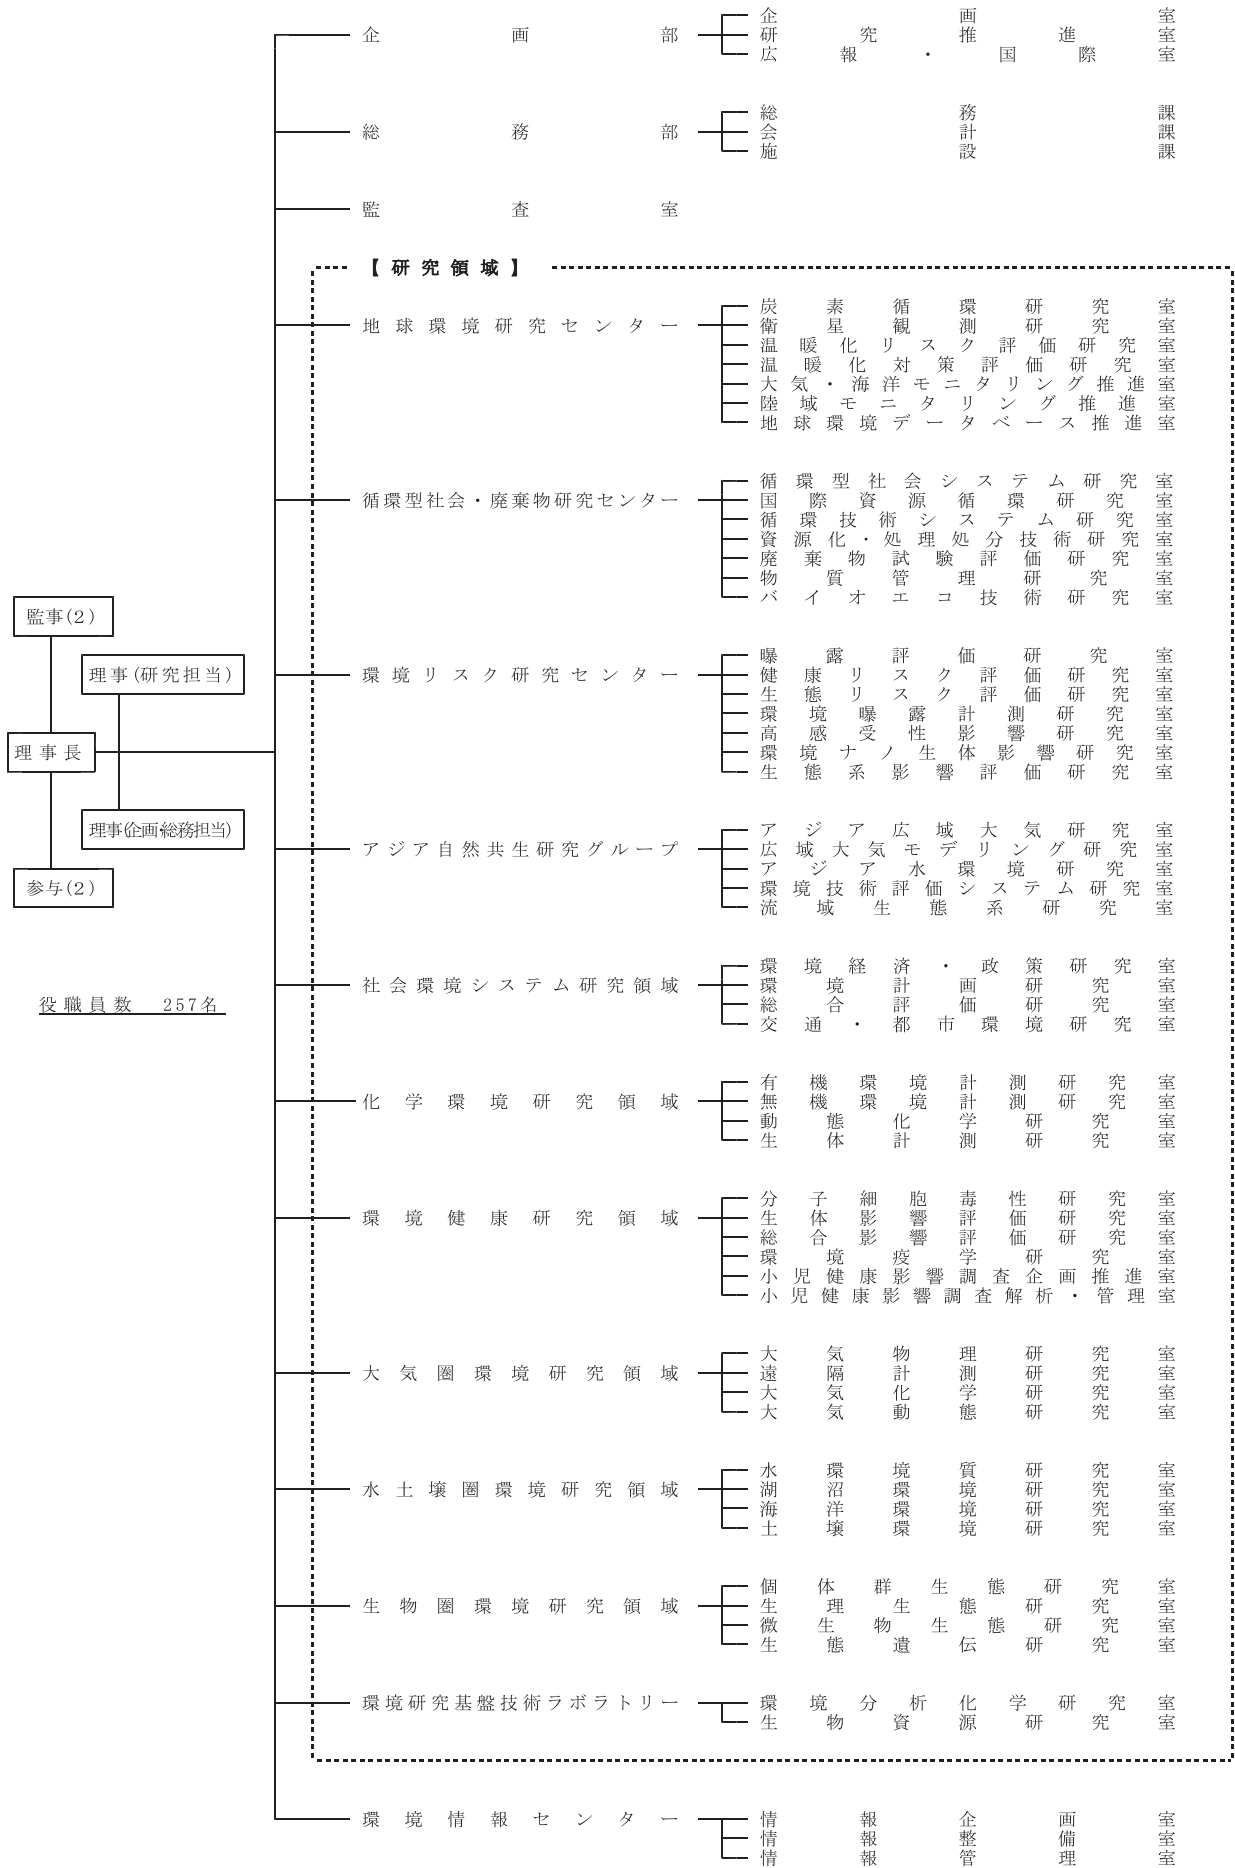 企画部
企画室
研究推進室
広報・国際室
総務部
総務課
会計課
施設課
監査室
【研究領域】
地球環境研究センター
炭素循環研究室
衛星観測研究室
温暖化リスク評価研究室
温暖化対策評価研究室
大気・海洋モニタリング推進室
陸域モニタリング推進室
地球環境データベース推進室
循環型社会・廃棄物研究センター
循環型社会システム研究室
国際資源循環研究室
循環技術システム研究室
資源化・処理処分技術研究室
廃棄物試験評価研究室
物質管理研究室
バイオエコ技術研究室
監事(2)
理事(研究担当)
理事長
理事(企画・総務担当)
参与(2)
役職員数 257名
環境リスク研究センター
曝露評価研究室
健康リスク評価研究室
生態リスク評価研究室
環境曝露計測研究室
高感受性影響研究室
環境ナノ生体影響研究室
生態系影響評価研究室
アジア自然共生研究グループ
アジア広域大気研究室
広域大気モデリング研究室
アジア水環境研究室
環境技術評価システム研究室
流域生態系研究室
社会環境システム研究領域
環境経済・政策研究室
環境計画研究室
総合評価研究室
交通・都市環境研究室
化学環境研究領域
有機環境計測研究室
無機環境計測研究室
動態化学研究室
生体計測研究室
環境健康研究領域
分子細胞毒性研究室
生体影響評価研究室
総合影響評価研究室
環境疫学研究室
小児健康影響調査企画推進室
小児健康影響調査解析・管理室
大気圏環境研究領域
大気物理研究室
遠隔計測研究室
大気化学研究室
大気動態研究室
水土壌圏環境研究領域
水環境質研究室
湖沼環境研究室
海洋環境研究室
土壌環境研究室
生物圏環境研究領域
個体群生態研究室
生理生態研究室
微生物生態研究室
生態遺伝研究室
環境研究基盤技術ラボラトリー
環境分析化学研究室
生物資源研究室
環境情報センター
情報企画室
情報整備室
情報管理室